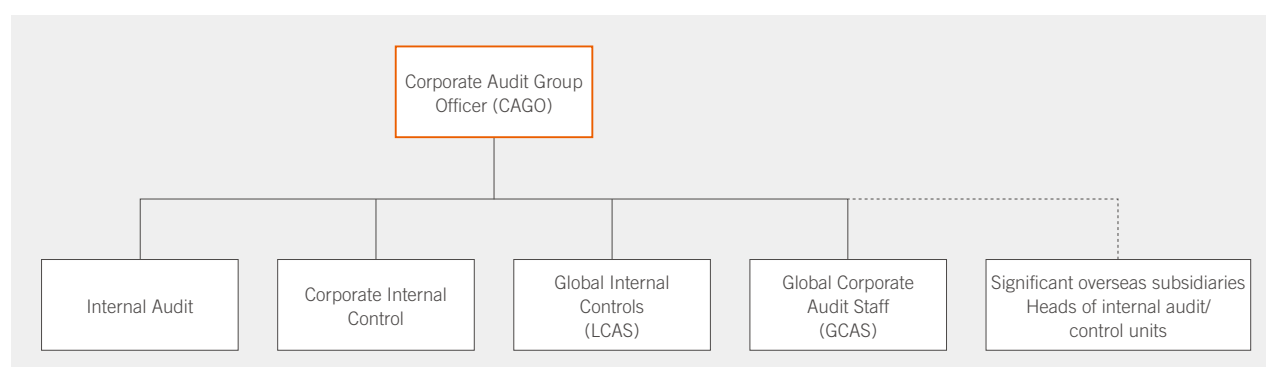 Corporate Audit Group
Officer (CAGO)
Internal Audit
Corporate Internal
Control
Global Internal
Controls
(LCAS)
Global Corporate
Audit Staff
(GCAS)
Significant overseas subsidiaries
Heads of internal audit/
control units